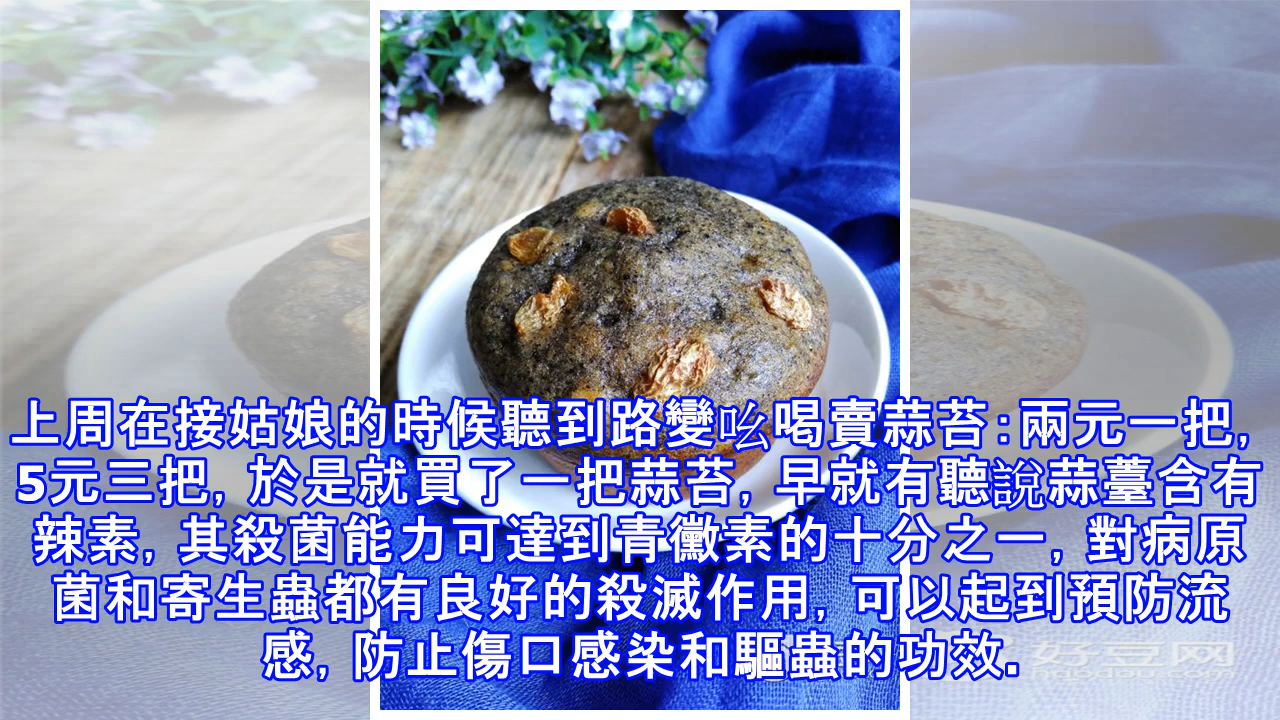 上周在接姑娘的時候聽到路變吆喝賣蒜苔:兩元一把,
5元三把, 於是就買了一把蒜苔, 早就有聽説蒜薹含有
辣素, 其殺菌能力可達到青黴素的十分之一, 對病原
菌和寄生蟲都有良好的殺滅作用, 可以起到預防流
感, 防止傷口感染和驅蟲的功效.